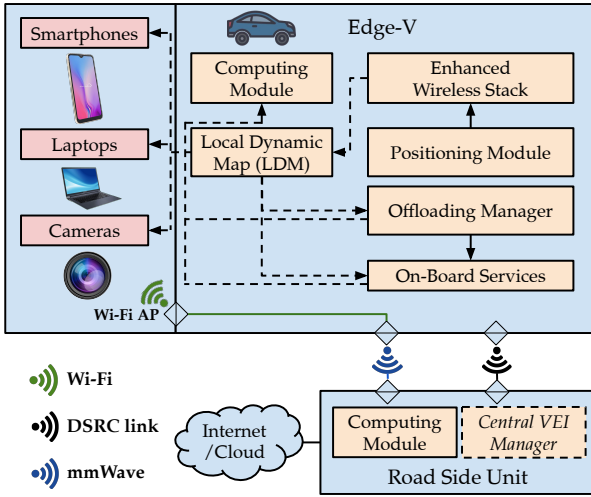 Edge-V
Smartphones
Laptops
Cameras
Wi-Fi AP
Computing
Module
Local Dynamic
Map (LDM)
Enhanced
Wireless Stack
Positioning Module
Offloading Manager
On-Board Services
Wi-Fi
DSRC link
mmWave
Internet
/Cloud
Computing
Module
Central VEI
Manager
Road Side Unit